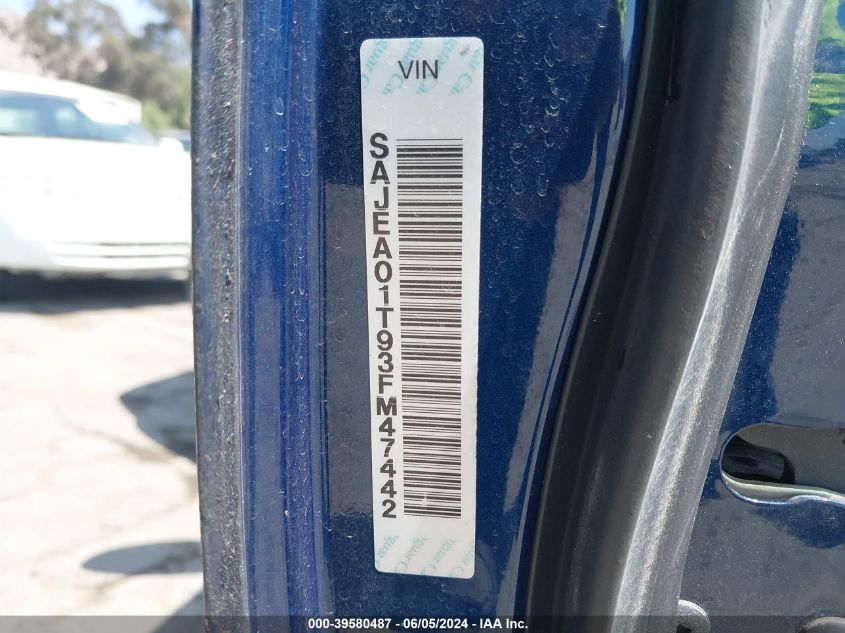 VIN
SAJEA01T93FM47442
000-39580487 - 06/05/2024 - IAA Inc.